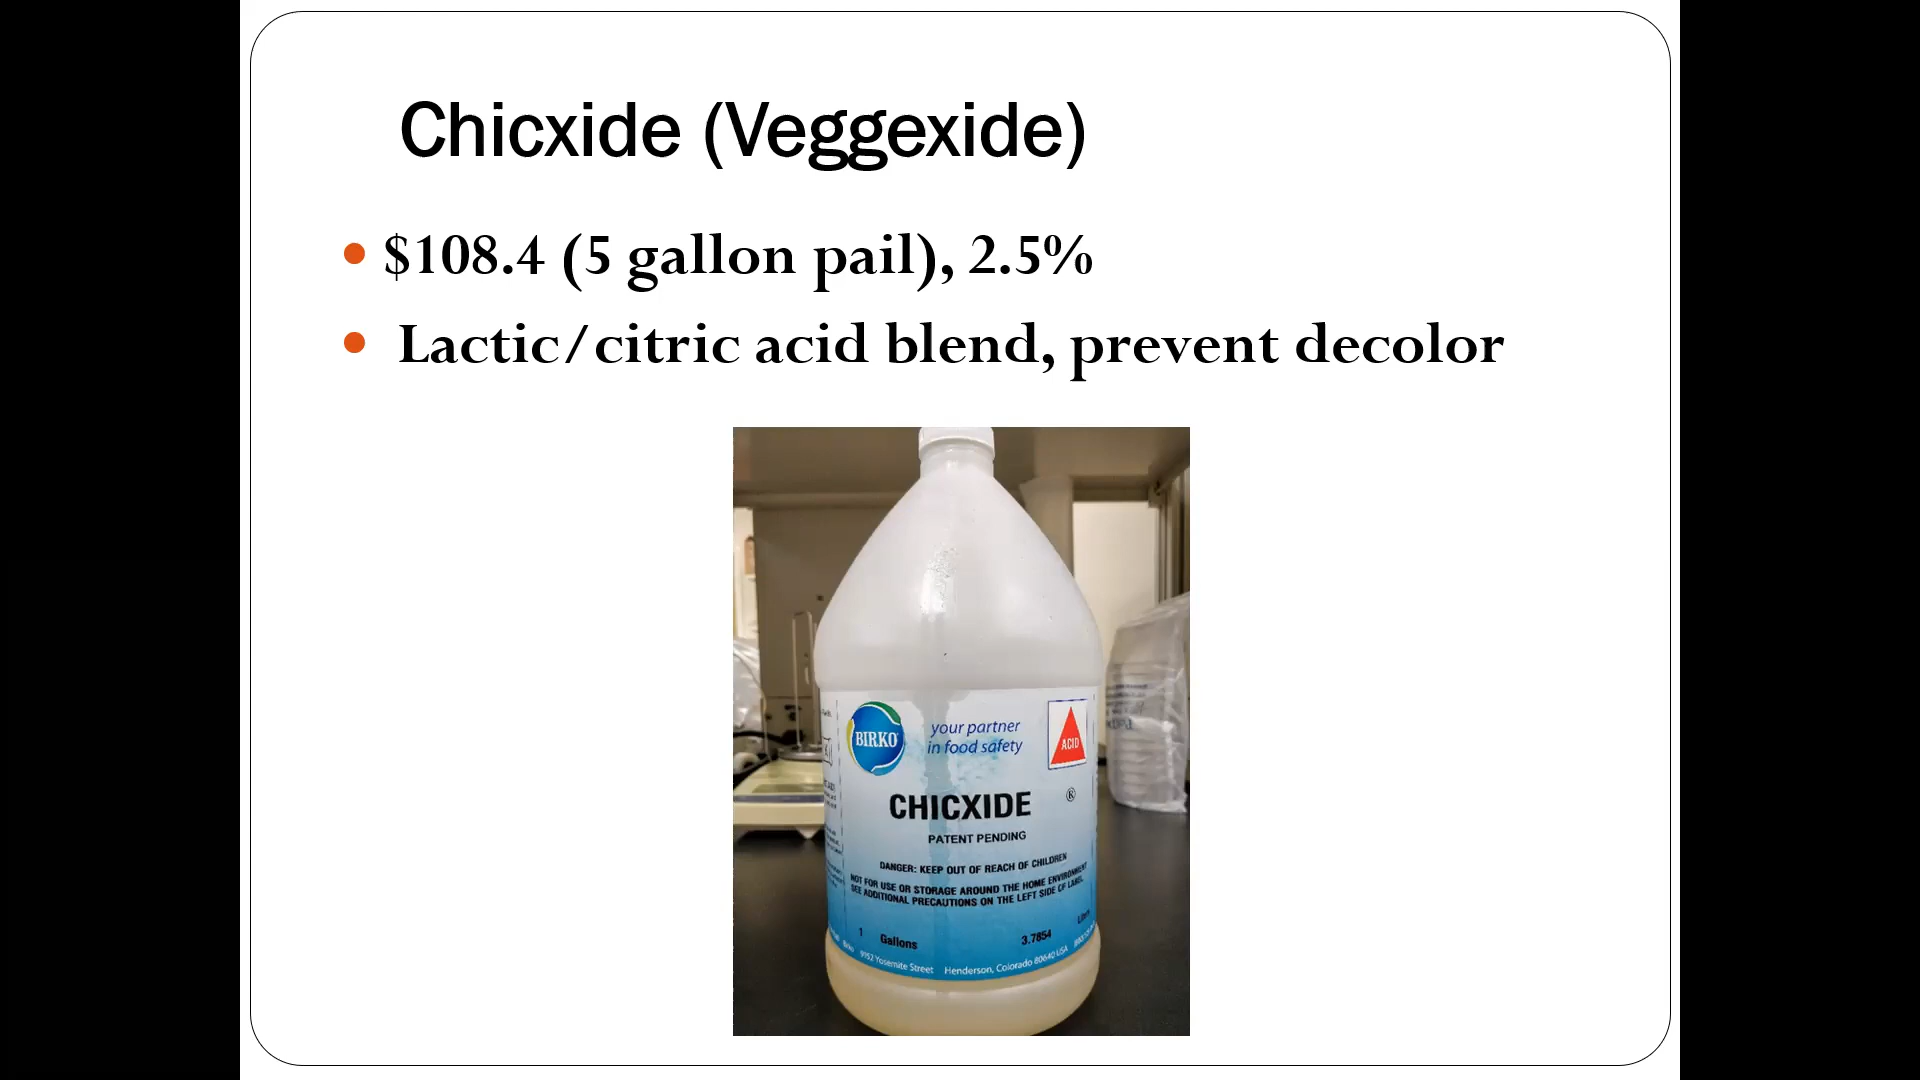 Chicxide (Veggexide)
$108.4 (5 gallon pail), 2.5%
Lactic/citric acid blend, prevent decolor
BIRKO
your partner
in food safety
ACID
CHICXIDE ®
PATENT PENDING
DANGER: KEEP OUT OF REACH OF CHILDREN
NOT FOR USE OR STORAGE AROUND THE HOME ENVIRONMENT
SEE ADDITIONAL PRECAUTIONS ON THE LEFT SIDE OF LABEL
1 Gallons 3.7854 Liters
Birko 9152 Yosemite Street Henderson, Colorado 80640 USA